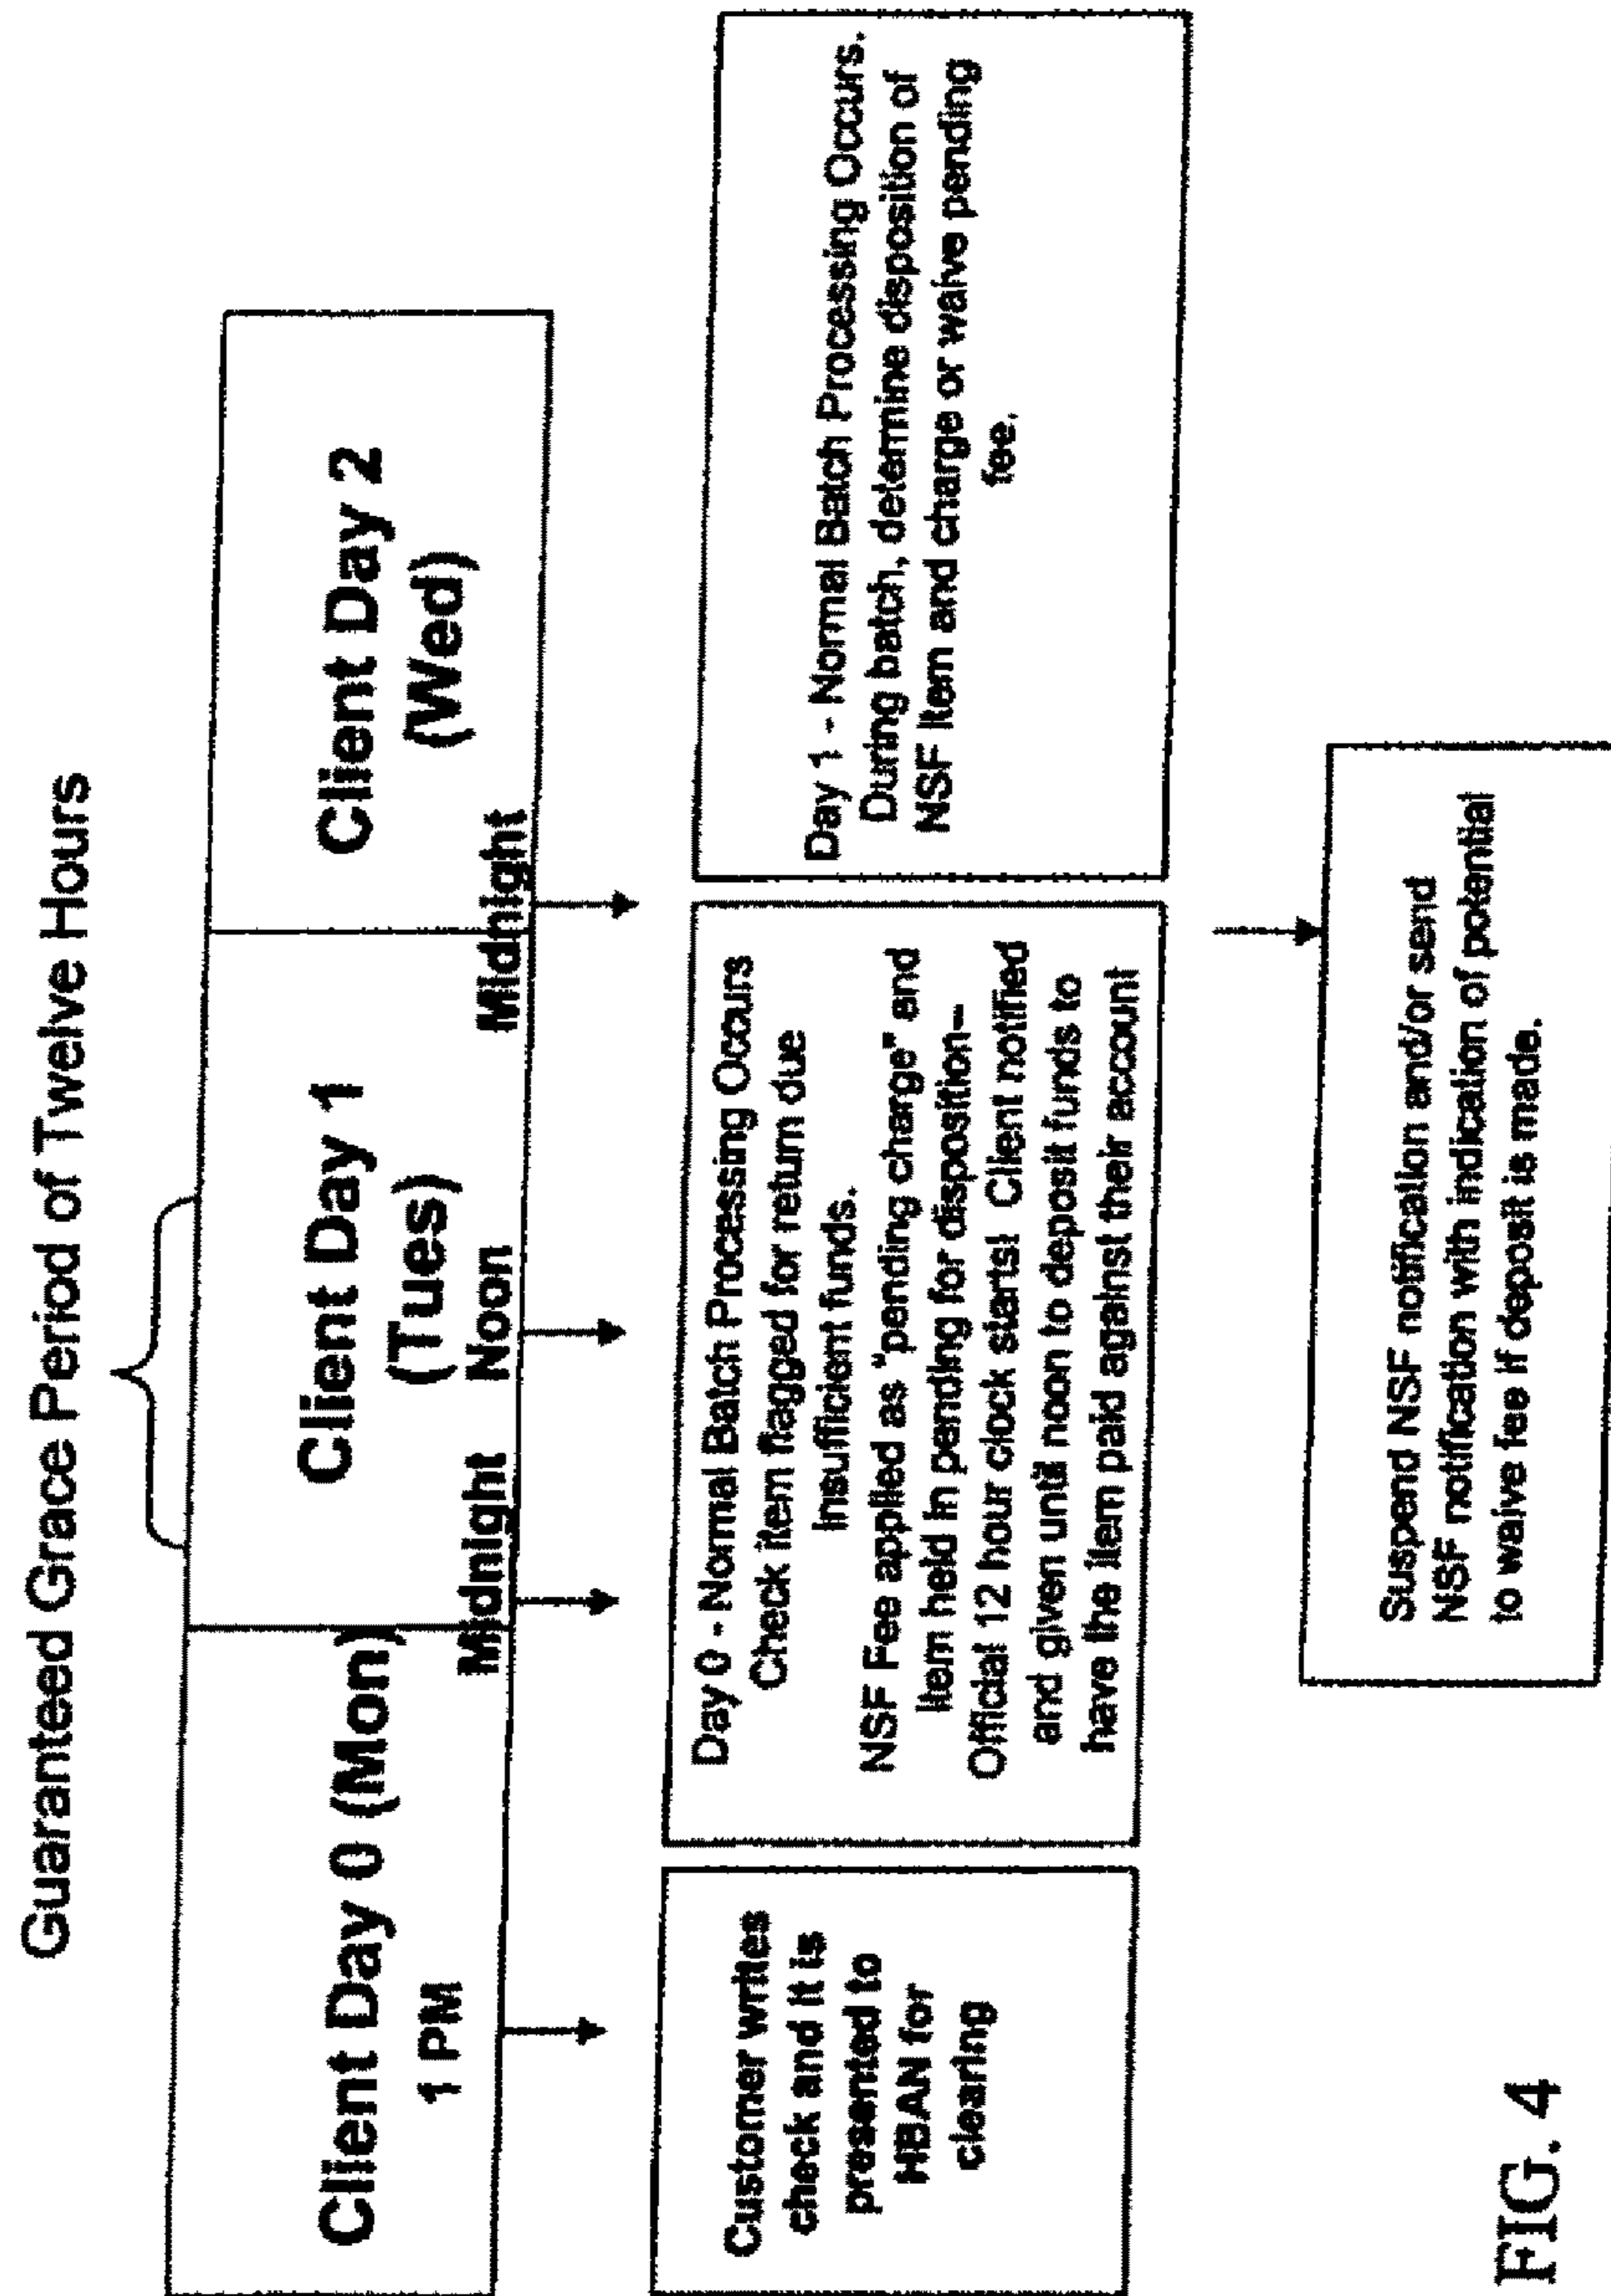 Guaranteed Grace Period of Twelve Hours
Client Day 0 (Mon)
1 PM
Client Day 1
(Tues)
Midnight
Noon
Client Day 2
(Wed)
Midnight
Customer writes
check and it is
presented to
HBAN for
clearing
Day 0 - Normal Batch Processing Occurs
Check item flagged for return due
insufficient funds.
NSF Fee applied as "pending charge" and
item held in pending for disposition–
Official 12 hour clock starts! Client notified
and given until noon to deposit funds to
have the item paid against their account
Day 1 - Normal Batch Processing Occurs.
During batch, determine disposition of
NSF item and charge or waive pending
fee.
Suspend NSF notification and/or send
NSF notification with indication of potential
to waive fee if deposit is made.
FIG. 4